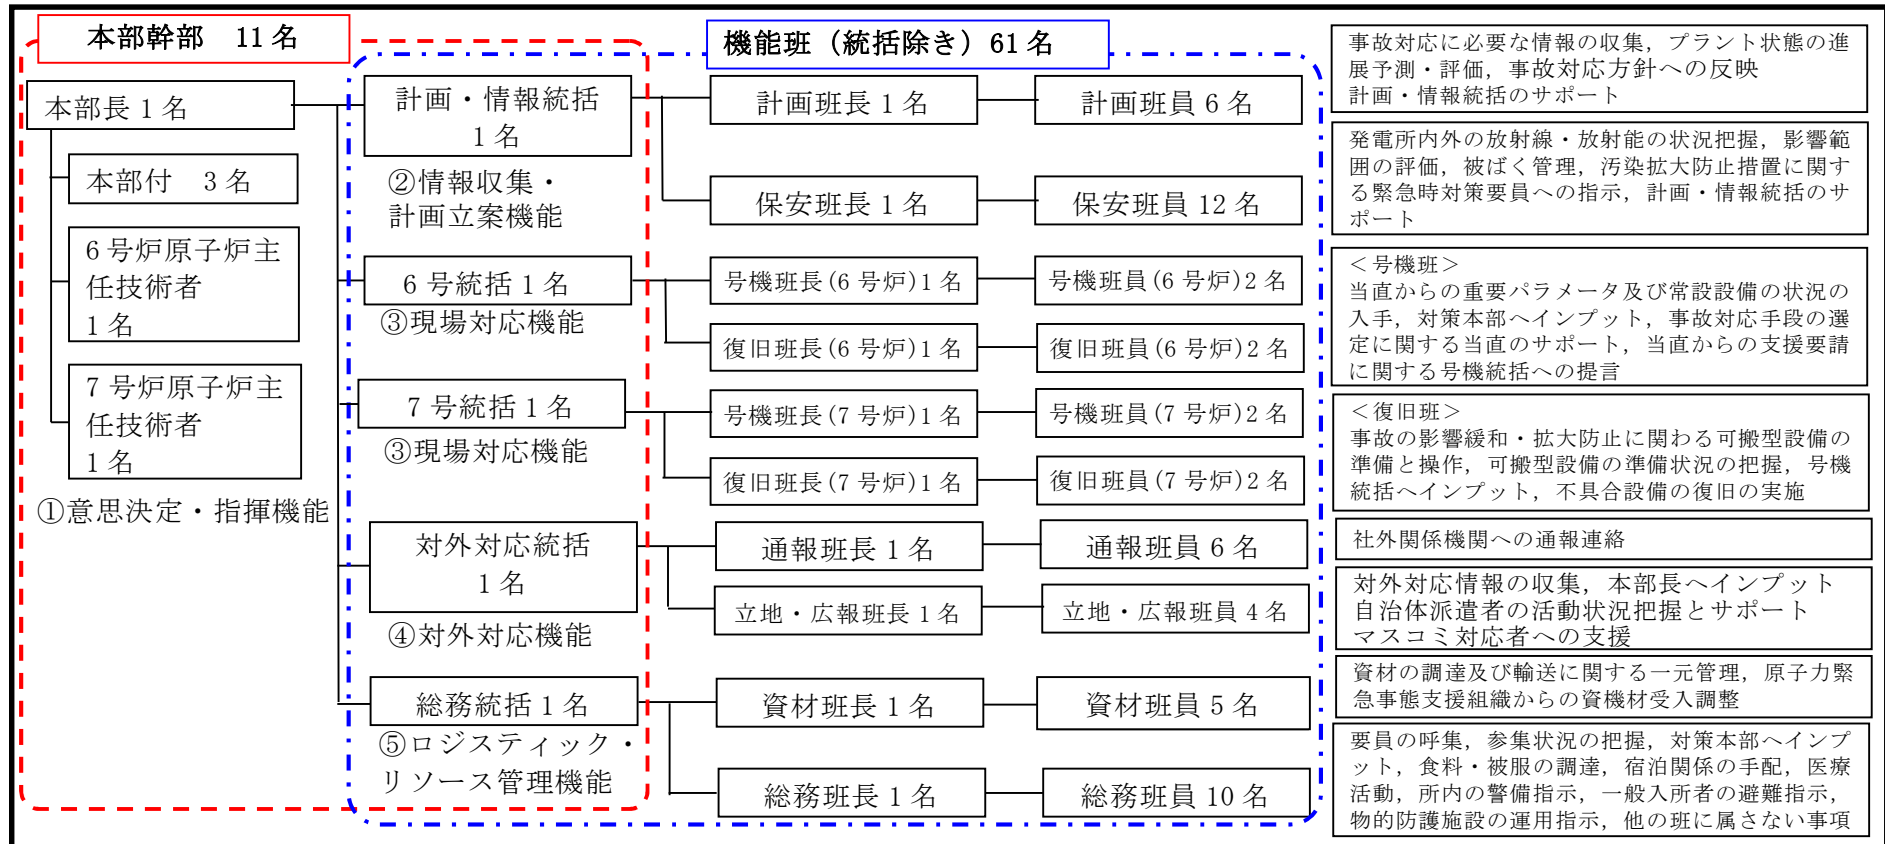 本部幹部　11名
本部長 1 名
本部付　3 名
6 号炉原子炉主
任技術者
1 名
7 号炉原子炉主
任技術者
1 名
①意思決定・指揮機能
計画・情報統括
1 名
②情報収集・
計画立案機能
6 号統括 1 名
③現場対応機能
7 号統括 1 名
③現場対応機能
対外対応統括
1 名
④対外対応機能
総務統括 1 名
⑤ロジスティック・
リソース管理機能
機能班（統括除き）61 名
計画班長 1 名
計画班員 6 名
保安班長 1 名
保安班員 12 名
号機班長(6 号炉)1 名
号機班員(6 号炉)2 名
復旧班長(6 号炉)1 名
復旧班員(6 号炉)2 名
号機班長(7 号炉)1 名
号機班員(7 号炉)2 名
復旧班長(7 号炉)1 名
復旧班員(7 号炉)2 名
通報班長 1 名
通報班員 6 名
立地・広報班長 1 名
立地・広報班員 4 名
資材班長 1 名
資材班員 5 名
総務班長 1 名
総務班員 10 名
事故対応に必要な情報の収集，プラント状態の進
展予測・評価，事故対応方針への反映
計画・情報統括のサポート
発電所内外の放射線・放射能の状況把握，影響範
囲の評価，被ばく管理，汚染拡大防止措置に関す
る緊急時対策要員への指示，計画・情報統括のサ
ポート
＜号機班＞
当直からの重要パラメータ及び常設設備の状況の
入手，対策本部へインプット，事故対応手段の選
定に関する当直のサポート，当直からの支援要請
に関する号機統括への提言
＜復旧班＞
事故の影響緩和・拡大防止に関わる可搬型設備の
準備と操作，可搬型設備の準備状況の把握，号機
統括へインプット，不具合設備の復旧の実施
社外関係機関への通報連絡
対外対応情報の収集，本部長へインプット
自治体派遣者の活動状況把握とサポート
マスコミ対応者への支援
資材の調達及び輸送に関する一元管理，原子力緊
急事態支援組織からの資機材受入調整
要員の呼集，参集状況の把握，対策本部へインプ
ット，食料・被服の調達，宿泊関係の手配，医療
活動，所内の警備指示，一般入所者の避難指示，
物的防護施設の運用指示，他の班に属さない事項